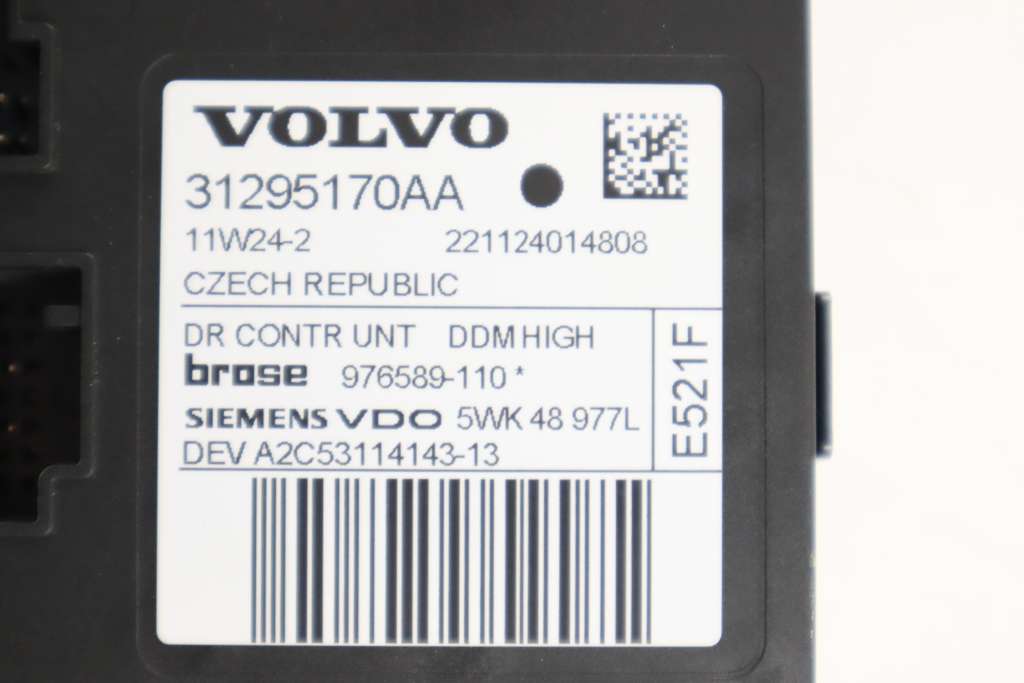 VOLVO
31295170AA
11W24-2 221124014808
CZECH REPUBLIC
DR CONTR UNT DDM HIGH
brose 976589-110 *
SIEMENS VDO 5WK 48 977L
DEV A2C53114143-13
E521F